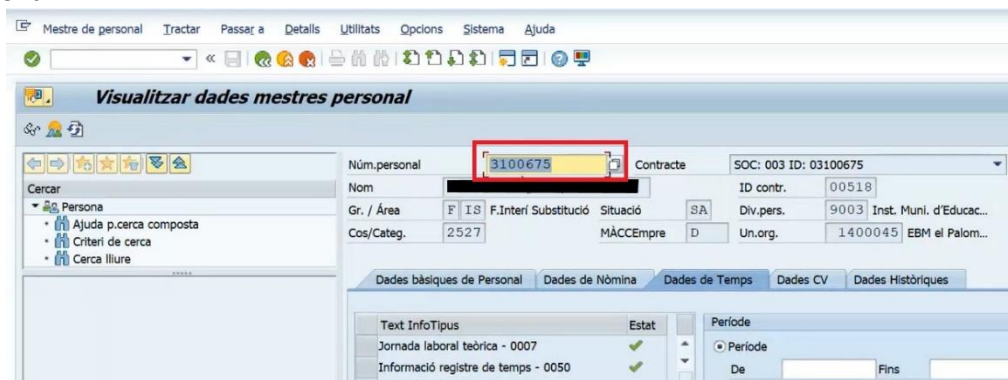 Mestre de personal Tractar Passar a Detalls Utilitats Opcions Sistema Ajuda
Visualitzar dades mestres personal
Núm.personal 3100675 Contracte SOC: 003 ID: 03100675
Cercar Nom ID contr. 00518
Persona Gr. / Àrea F IS F.Interí Substitució Situació SA Div.pers. 9003 Inst. Muni. d'Educac...
Ajuda p.cerca composta
Criteri de cerca Cos/Categ. 2527 MÀCCEmpre D Un.org. 1400045 EBM el Palom...
Cerca lliure
Dades bàsiques de Personal Dades de Nòmina Dades de Temps Dades CV Dades Històriques
Text InfoTipus Estat Període
Jornada laboral teòrica - 0007 Període
Informació registre de temps - 0050 De Fins